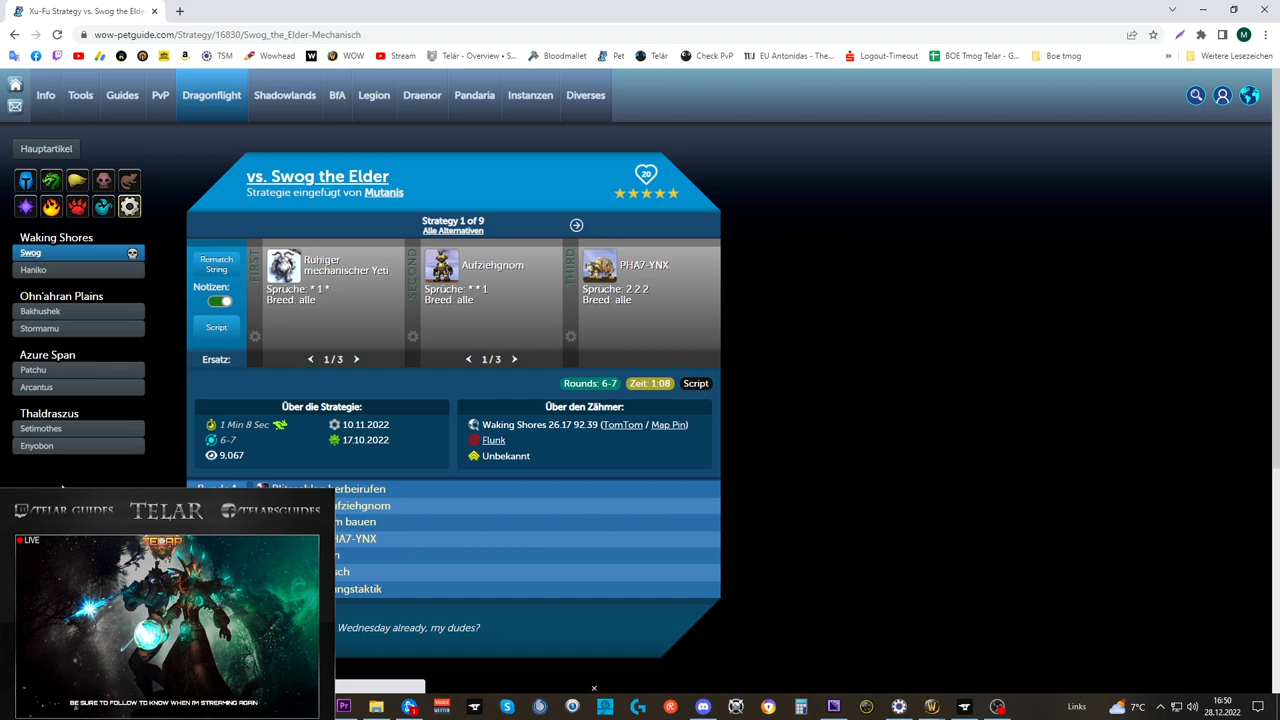 Xu-Fu Strategy vs. Swog the Elde
wow-petguide.com/Strategy/16830/Swog_the_Elder-Mechanisch
TSM
Wowhead
WOW
Stream
Telár - Overview • S...
Bloodmallet
Pet
Telár
Check PvP
EU Antonidas - The...
Logout-Timeout
BOE Tmog Telar - G...
Boe tmog
»
Weitere Lesezeichen
Info
Tools
Guides
PvP
Dragonflight
Shadowlands
BfA
Legion
Draenor
Pandaria
Instanzen
Diverses
Hauptartikel
Waking Shores
Swog
Haniko
Ohn'ahran Plains
Bakhushek
Stormamu
Azure Span
Patchu
Arcantus
Thaldraszus
Setimothes
Enyobon
vs. Swog the Elder
20
Strategie eingefügt von Mutanis
Strategy 1 of 9
Alle Alternativen
Rematch
String
Notizen:
Script
Ersatz:
FIRST
Ruhiger
mechanischer Yeti
Sprüche: * 1 *
Breed: alle
< 1/3 >
SECOND
Aufziehgnom
Sprüche: * * 1
Breed: alle
< 1/3 >
THIRD
PHA7-YNX
Sprüche: 2 2 2
Breed: alle
Rounds: 6-7
Zeit: 1:08
Script
Über die Strategie:
1 Min 8 Sec
10.11.2022
6-7
17.10.2022
9,067
Über den Zähmer:
Waking Shores 26.17 92.39 (TomTom / Map Pin)
Flunk
Unbekannt
herbeirufen
fziehgnom
m bauen
HA7-YNX
n
sch
ngstaktik
Wednesday already, my dudes?
/TELAR GUIDES
TELAR
/TELARSGUIDES
LIVE
BE SURE TO FOLLOW TO KNOW WHEN I'M STREAMING AGAIN
Links
7°C
16:50
28.12.2022